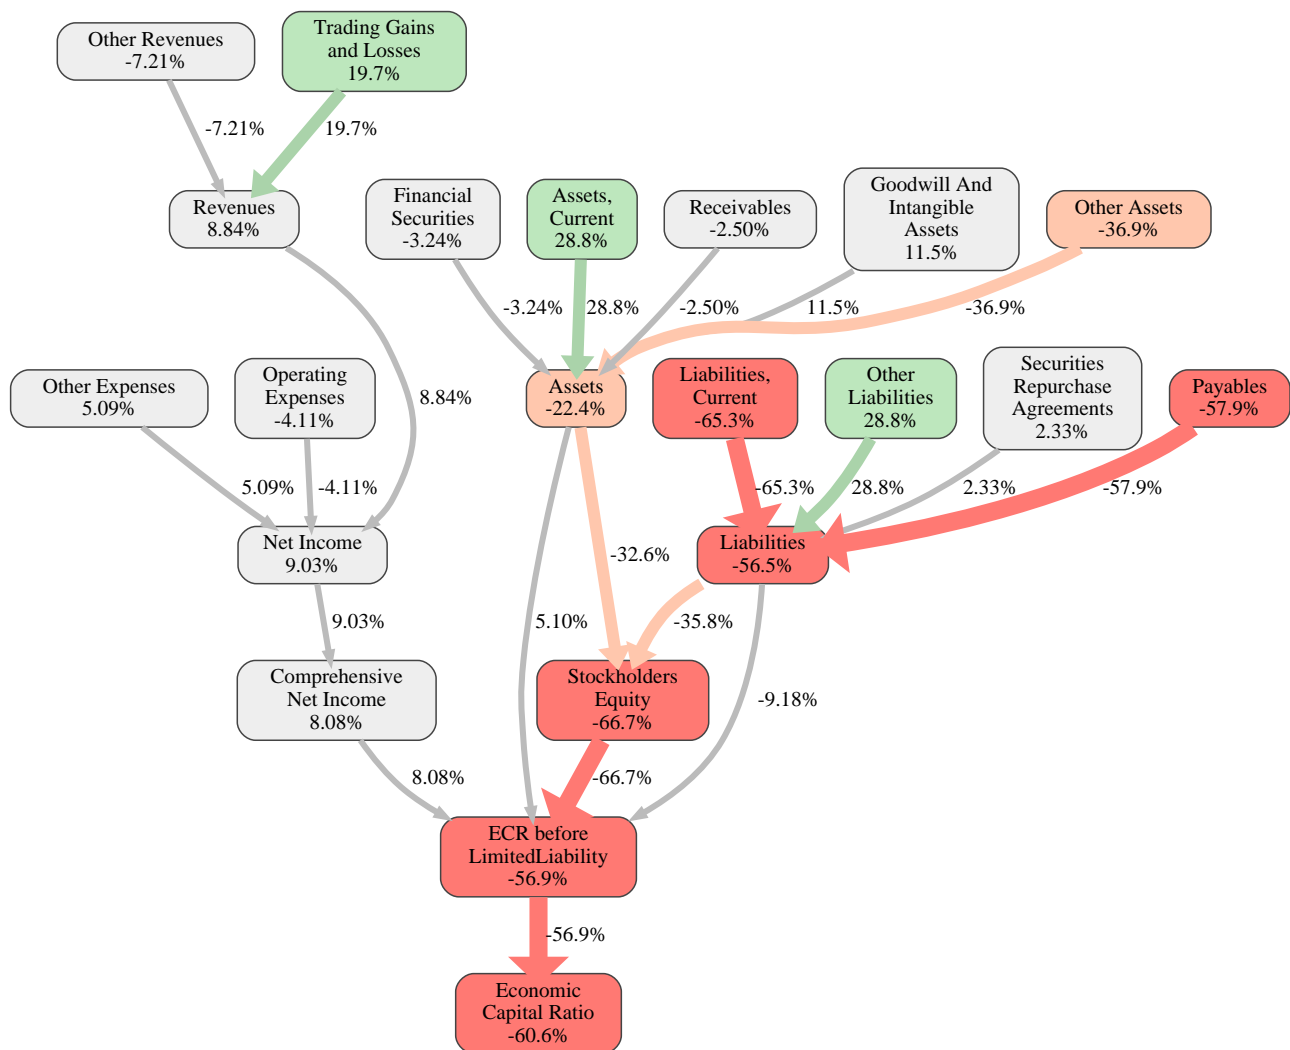 Other Revenues
-7.21%
Trading Gains
and Losses
19.7%
-7.21%
19.7%
Revenues
8.84%
Financial
Securities
-3.24%
Assets,
Current
28.8%
Receivables
-2.50%
Goodwill And
Intangible
Assets
11.5%
Other Assets
-36.9%
-3.24%
28.8%
-2.50%
11.5%
-36.9%
Other Expenses
5.09%
Operating
Expenses
-4.11%
8.84%
Assets
-22.4%
Liabilities,
Current
-65.3%
Other
Liabilities
28.8%
Securities
Repurchase
Agreements
2.33%
Payables
-57.9%
5.09%
-4.11%
-65.3%
28.8%
2.33%
-57.9%
Net Income
9.03%
-32.6%
Liabilities
-56.5%
9.03%
5.10%
-35.8%
Comprehensive
Net Income
8.08%
Stockholders
Equity
-66.7%
-9.18%
8.08%
-66.7%
ECR before
LimitedLiability
-56.9%
-56.9%
Economic
Capital Ratio
-60.6%